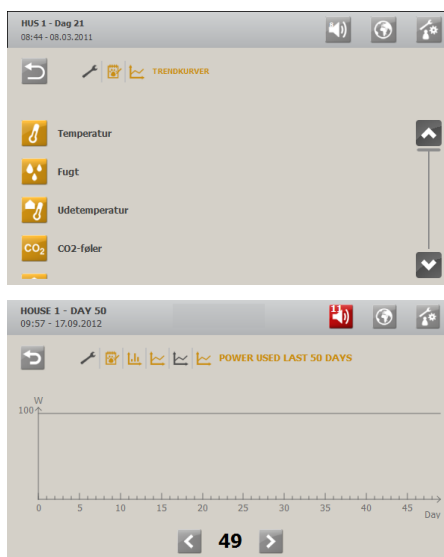 HUS 1 - Dag 21
08:44 - 08.03.2011
TRENDKURVER
Temperatur
Fugt
Udetemperatur
CO2 CO2-føler
HOUSE 1 - DAY 50
09:57 - 17.09.2012
11
POWER USED LAST 50 DAYS
W
100
0 5 10 15 20 25 30 35 40 45
Day
49